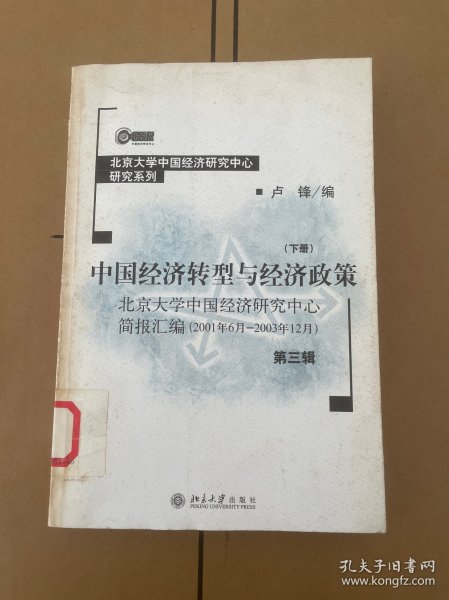 北京大学中国经济研究中心
研究系列
■ 卢 锋/编
(下册)
中国经济转型与经济政策
北京大学中国经济研究中心
简报汇编(2001年6月-2003年12月)
第三辑
北京大学出版社
孔夫子旧书网
www.kongfz.com